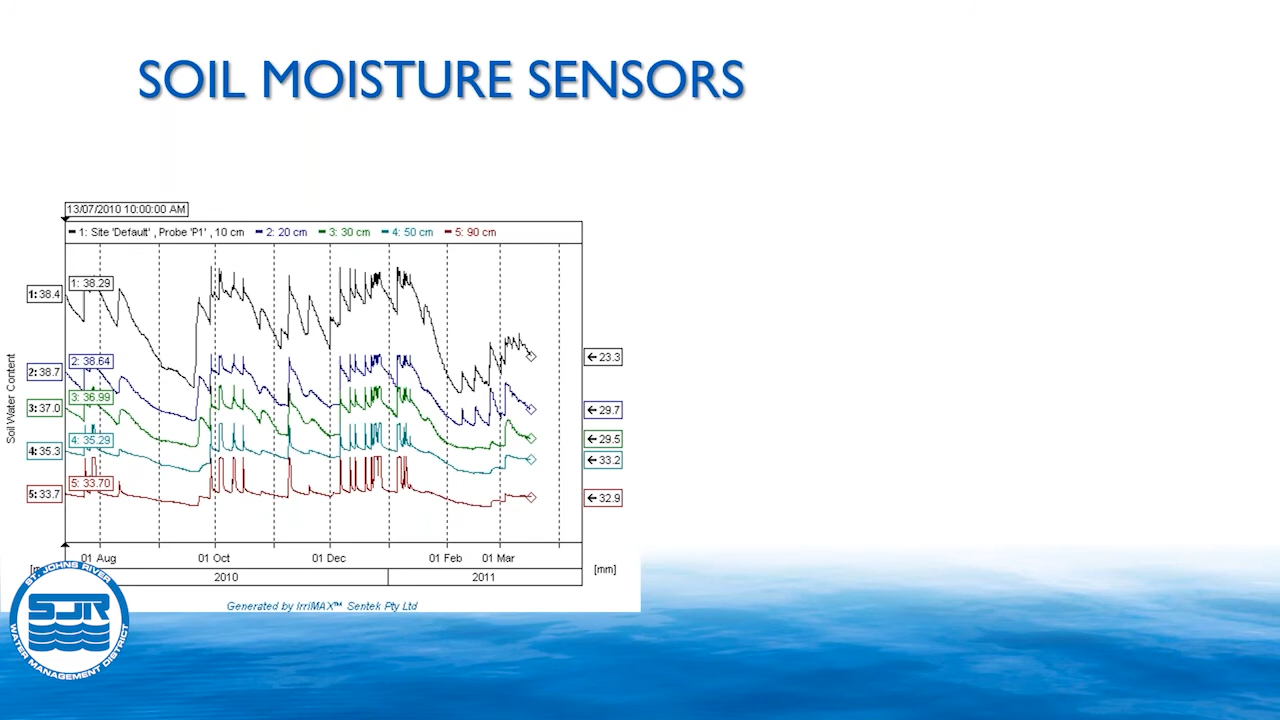 SOIL MOISTURE SENSORS
13/07/2010 10:00:00 AM
1: Site 'Default' , Probe 'P1' , 10 cm 2: 20 cm 3: 30 cm 4: 50 cm 5: 90 cm
1: 38.29
1: 38.4
2: 38.64
2: 38.7
3: 36.99
3: 37.0
4: 35.29
4: 35.3
5: 33.70
5: 33.7
Soil Water Content
← 23.3
← 29.7
← 29.5
← 33.2
← 32.9
01 Aug 01 Oct 01 Dec 01 Feb 01 Mar
2010 2011
[mm]
Generated by IrriMAX™ Sentek Pty Ltd
ST. JOHNS RIVER
SJR
WATER MANAGEMENT DISTRICT